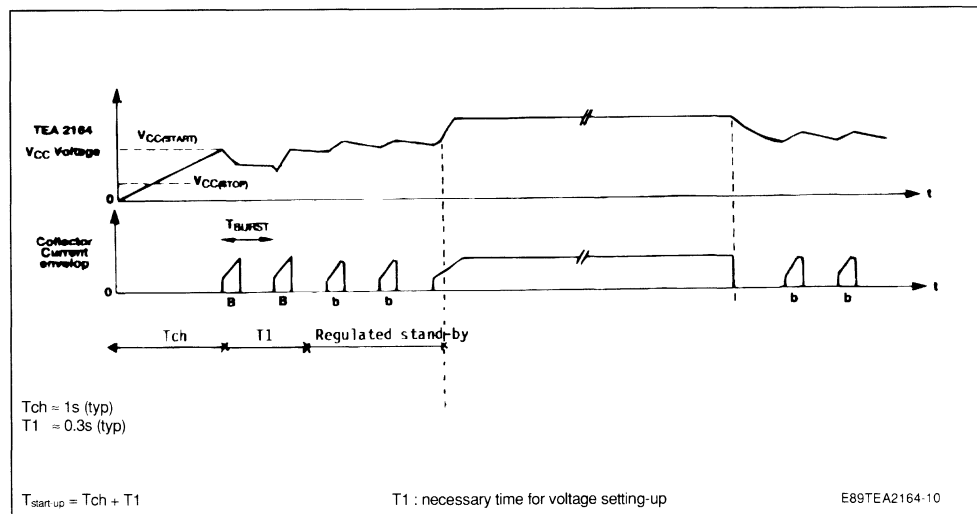 TEA 2164
VCC Voltage
VCC(START)
VCC(STOP)
0
t
TBURST
Collector
Current
envelop
0
t
B B b b b b
Tch T1 Regulated stand-by
Tch ≈ 1s (typ)
T1 ≈ 0.3s (typ)
Tstart-up = Tch + T1
T1 : necessary time for voltage setting-up
E89TEA2164-10